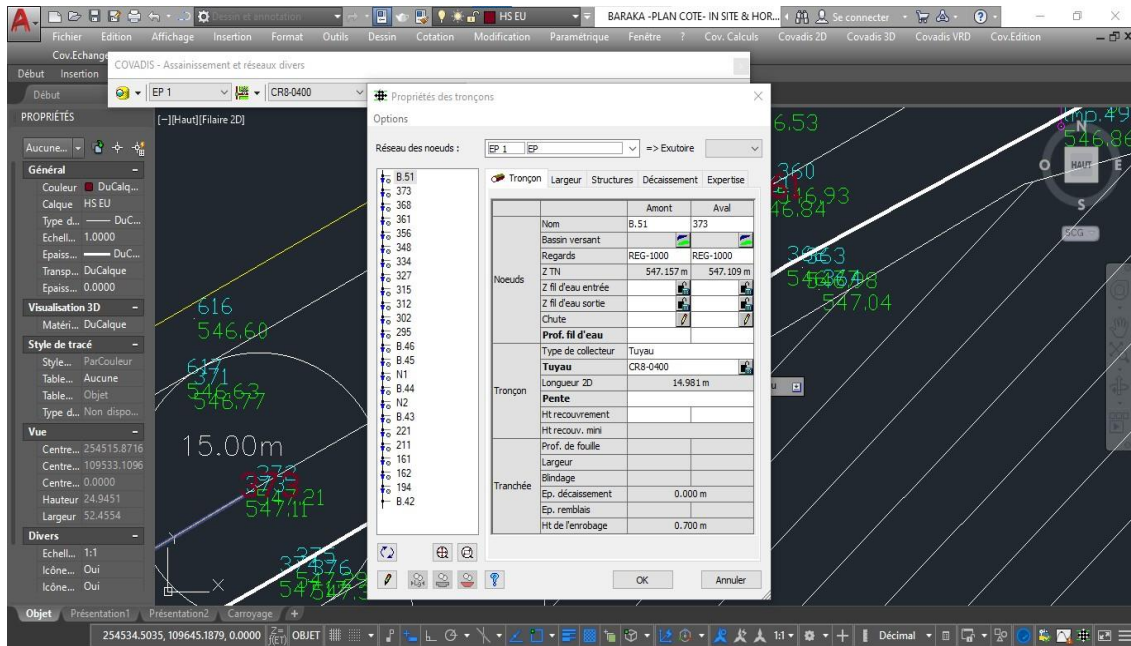 Dessin et annotation
HS EU
BARAKA -PLAN COTE- IN SITE & HOR...
Se connecter
Fichier Edition Affichage Insertion Format Outils Dessin Cotation Modification Paramétrique Fenêtre ? Cov. Calculs Covadis 2D Covadis 3D Covadis VRD Cov.Edition
Cov.Echange
COVADIS - Assainissement et réseaux divers
Début Insertion
EP 1 CR8-0400
Début
Propriétés des tronçons
PROPRIÉTÉS
[−][Haut][Filaire 2D]
Options
Aucune...
Réseau des noeuds : EP 1 EP => Exutoire
Général
Couleur DuCalq...
Calque HS EU
Type d... DuC...
Echell... 1.0000
Epaiss... DuC...
Transp... DuCalque
Epaiss... 0.0000
Visualisation 3D
Matéri... DuCalque
Style de tracé
Style... ParCouleur
Table... Aucune
Table... Objet
Type d... Non dispo...
Vue
Centre... 254515.8716
Centre... 109533.1096
Centre... 0.0000
Hauteur 24.9451
Largeur 52.4554
Divers
Echell... 1:1
Icône... Oui
Icône... Oui
B.51
373
368
361
356
348
334
327
315
312
302
295
B.46
B.45
N1
B.44
N2
B.43
221
211
161
162
194
B.42
Tronçon Largeur Structures Décaissement Expertise
Amont Aval
Noeuds
Nom B.51 373
Bassin versant
Regards REG-1000 REG-1000
Z TN 547.157 m 547.109 m
Z fil d'eau entrée
Z fil d'eau sortie
Chute
Prof. fil d'eau
Tronçon
Type de collecteur Tuyau
Tuyau CR8-0400
Longueur 2D 14.981 m
Pente
Ht recouvrement
Ht recouv. mini
Tranchée
Prof. de fouille
Largeur
Blindage
Ep. décaissement 0.000 m
Ep. remblais
Ht de l'enrobage 0.700 m
OK Annuler
616
546.60
15.00m
546.77
547.11
6.53
360
546.93
46.84
547.04
Imp.49
546.86
N
O HAUT E
S
SCG
X
Objet Présentation1 Présentation2 Carroyage +
254534.5035, 109645.1879, 0.0000 OBJET 1:1 Décimal